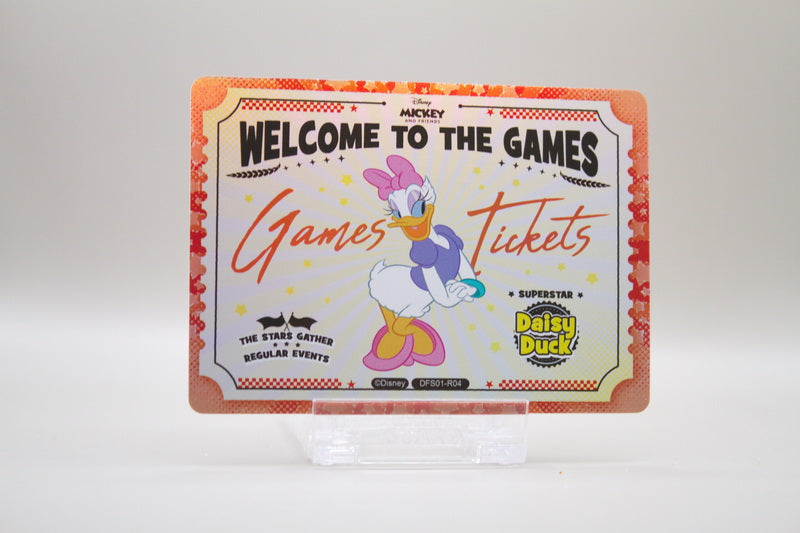 Disney
MICKEY
AND FRIENDS
WELCOME TO THE GAMES
Games Tickets
THE STARS GATHER
REGULAR EVENTS
SUPERSTAR
Daisy
Duck
©Disney DFS01-R04